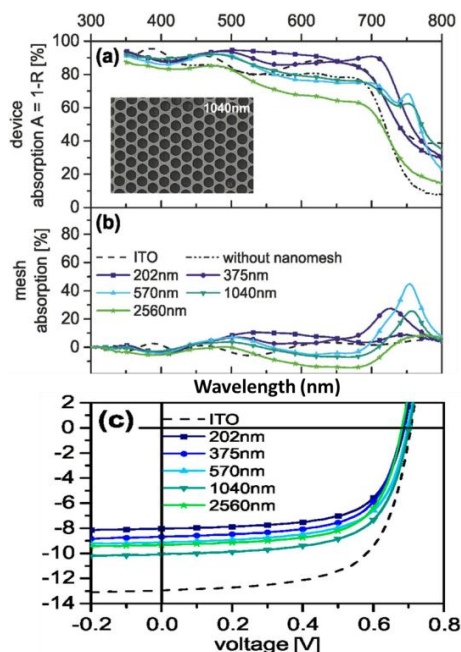 300 400 500 600 700 800
100
80
60
40
20
0
device
absorption A = 1-R [%]
(a)
1040nm
80
60
40
20
0
mesh
absorption [%]
(b)
ITO
without nanomesh
202nm
375nm
570nm
1040nm
2560nm
Wavelength (nm)
2
0
-2
-4
-6
-8
-10
-12
-14
(c)
ITO
202nm
375nm
570nm
1040nm
2560nm
-0.2 0.0 0.2 0.4 0.6 0.8
voltage [V]